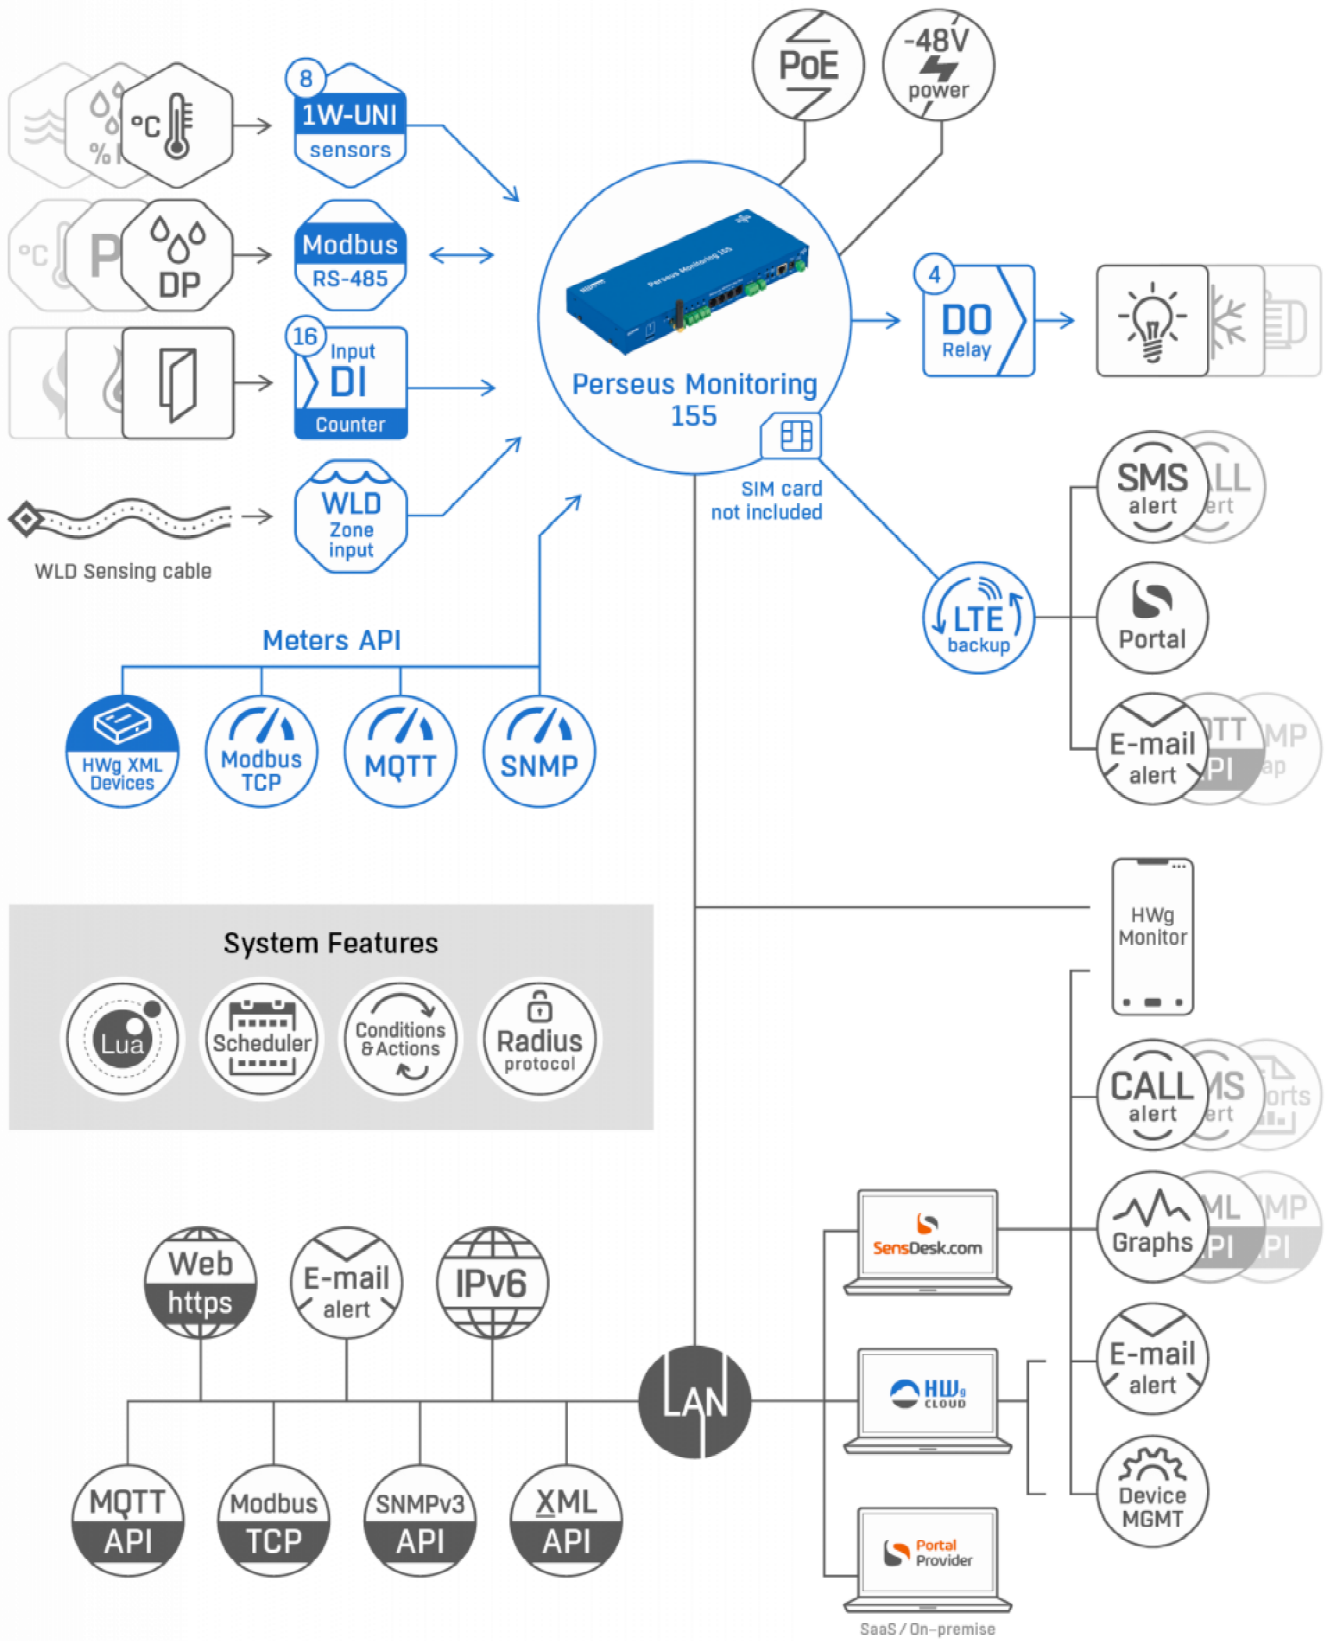 PoE
-48V
power
8
1W-UNI
sensors
°C
%
Modbus
RS-485
°C
P
DP
16
Input
DI
Counter
WLD
Zone
input
WLD Sensing cable
Perseus Monitoring 155
Perseus Monitoring
155
4
DO
Relay
SIM card
not included
LTE
backup
SMS
alert
Portal
E-mail
alert
Meters API
HWg XML
Devices
Modbus
TCP
MQTT
SNMP
System Features
Lua
Scheduler
Conditions
& Actions
Radius
protocol
HWg
Monitor
CALL
alert
Graphs
E-mail
alert
Device
MGMT
SensDesk.com
HWg
CLOUD
Portal
Provider
SaaS / On-premise
LAN
Web
https
E-mail
alert
IPv6
MQTT
API
Modbus
TCP
SNMPv3
API
XML
API